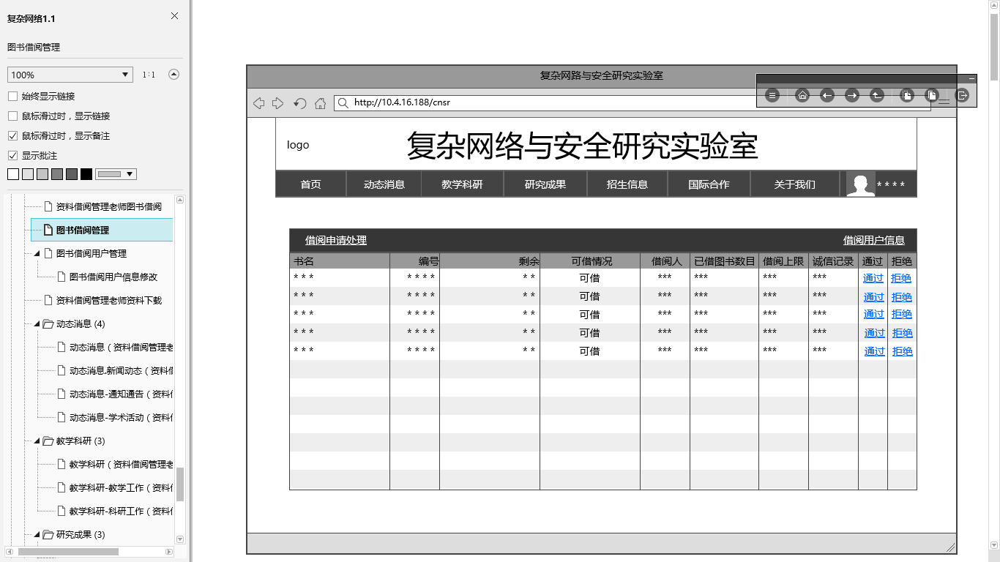 复杂网络1.1
图书借阅管理
100%
1:1
始终显示链接
鼠标滑过时，显示链接
鼠标滑过时，显示备注
显示批注
资料借阅管理老师图书借阅
图书借阅管理
图书借阅用户管理
图书借阅用户信息修改
资料借阅管理老师资料下载
动态消息 (4)
动态消息（资料借阅管理老
动态消息.新闻动态（资料借
动态消息-通知通告（资料
动态消息-学术活动（资料
教学科研 (3)
教学科研（资料借阅管理老
教学科研-教学工作（资料
教学科研-科研工作（资料
研究成果 (3)
复杂网路与安全研究实验室
http://10.4.16.188/cnsr
logo
复杂网络与安全研究实验室
首页 动态消息 教学科研 研究成果 招生信息 国际合作 关于我们 * * * *
借阅申请处理 借阅用户信息
书名 编号 剩余 可借情况 借阅人 已借图书数目 借阅上限 诚信记录 通过 拒绝
* * * * * * * * * 可借 *** *** *** *** 通过 拒绝
* * * * * * * * * 可借 *** *** *** *** 通过 拒绝
* * * * * * * * * 可借 *** *** *** *** 通过 拒绝
* * * * * * * * * 可借 *** *** *** *** 通过 拒绝
* * * * * * * * * 可借 *** *** *** *** 通过 拒绝